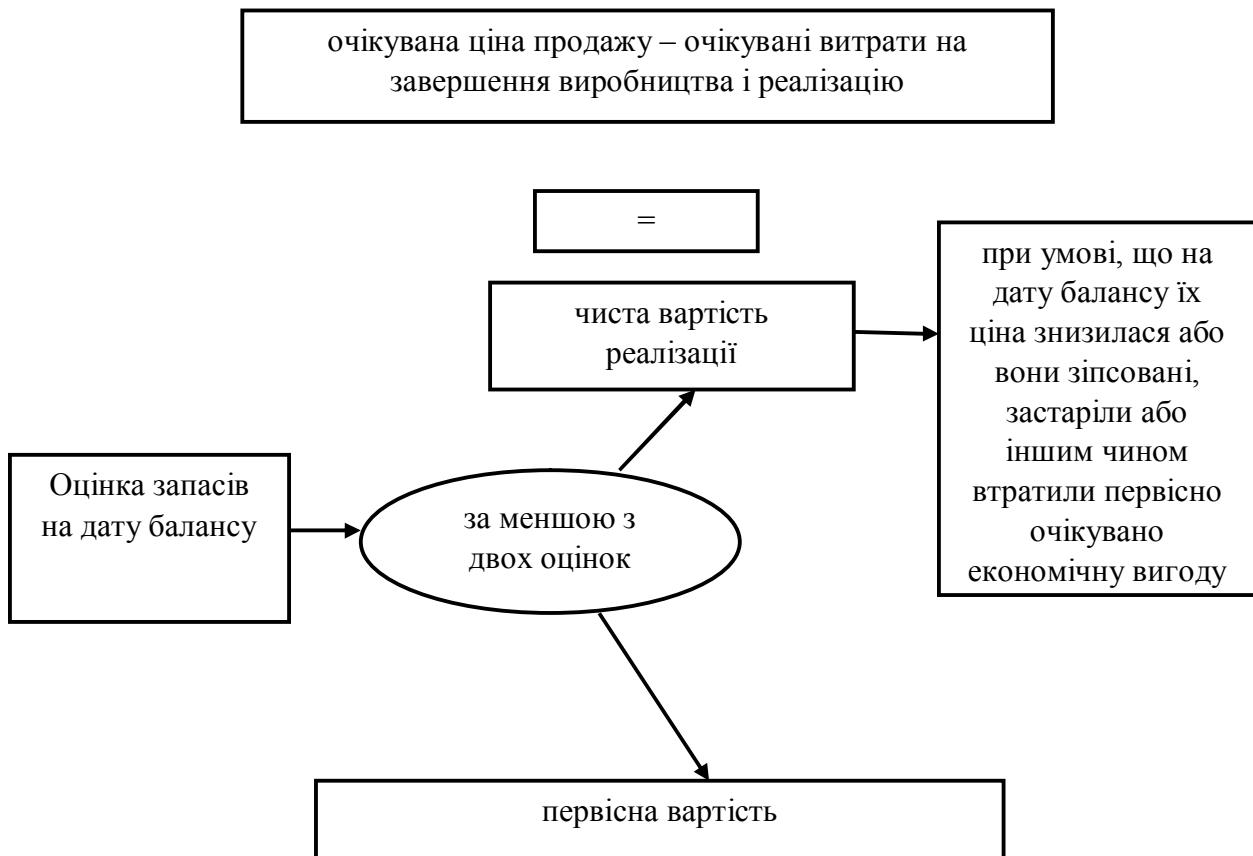 очікувана ціна продажу – очікувані витрати на
завершення виробництва і реалізацію
=
чиста вартість
реалізації
при умові, що на
дату балансу їх
ціна знизилася або
вони зіпсовані,
застаріли або
іншим чином
втратили первісно
очікувано
економічну вигоду
Оцінка запасів
на дату балансу
за меншою з
двох оцінок
первісна вартість